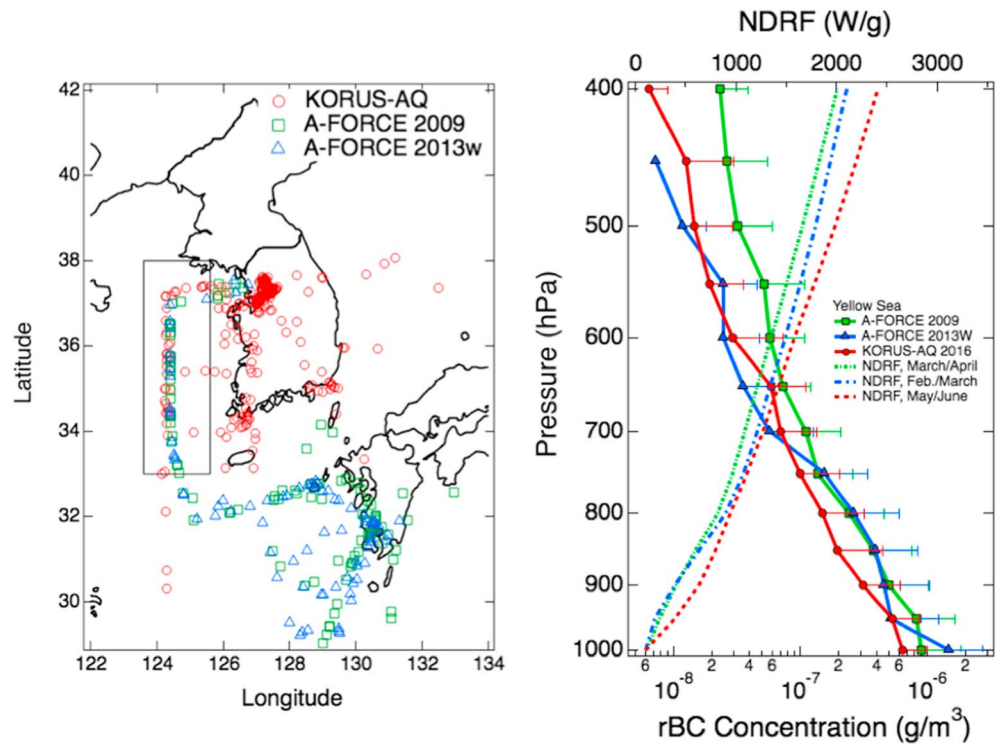 KORUS-AQ
A-FORCE 2009
A-FORCE 2013w
42
40
38
36
34
32
30
Latitude
122
124
126
128
130
132
134
Longitude
NDRF (W/g)
0
1000
2000
3000
400
500
600
700
800
900
1000
Pressure (hPa)
Yellow Sea
A-FORCE 2009
A-FORCE 2013W
KORUS-AQ 2016
NDRF, March/April
NDRF, Feb./March
NDRF, May/June
6
2
4
6
2
4
6
2
10⁻⁸
10⁻⁷
10⁻⁶
rBC Concentration (g/m³)